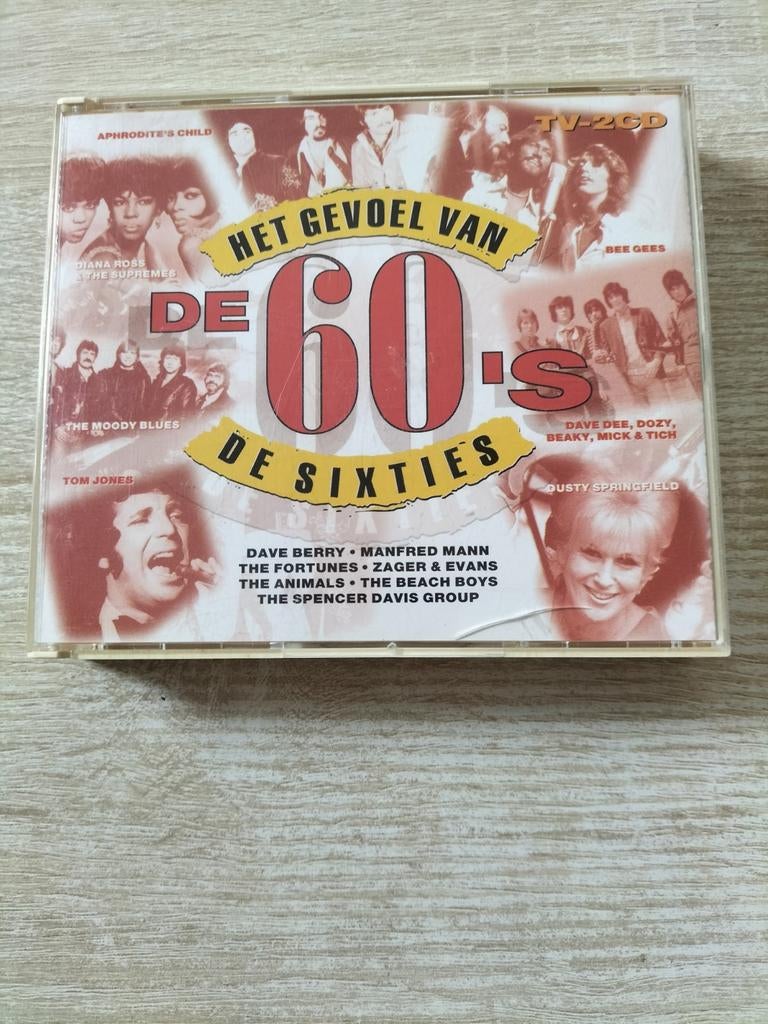 APHRODITE'S CHILD
TV-2CD
HET GEVOEL VAN
BEE GEES
DIANA ROSS
& THE SUPREMES
DE 60'S
THE MOODY BLUES
DAVE DEE, DOZY,
BEAKY, MICK & TICH
DE SIXTIES
TOM JONES
DUSTY SPRINGFIELD
DAVE BERRY • MANFRED MANN
THE FORTUNES • ZAGER & EVANS
THE ANIMALS • THE BEACH BOYS
THE SPENCER DAVIS GROUP